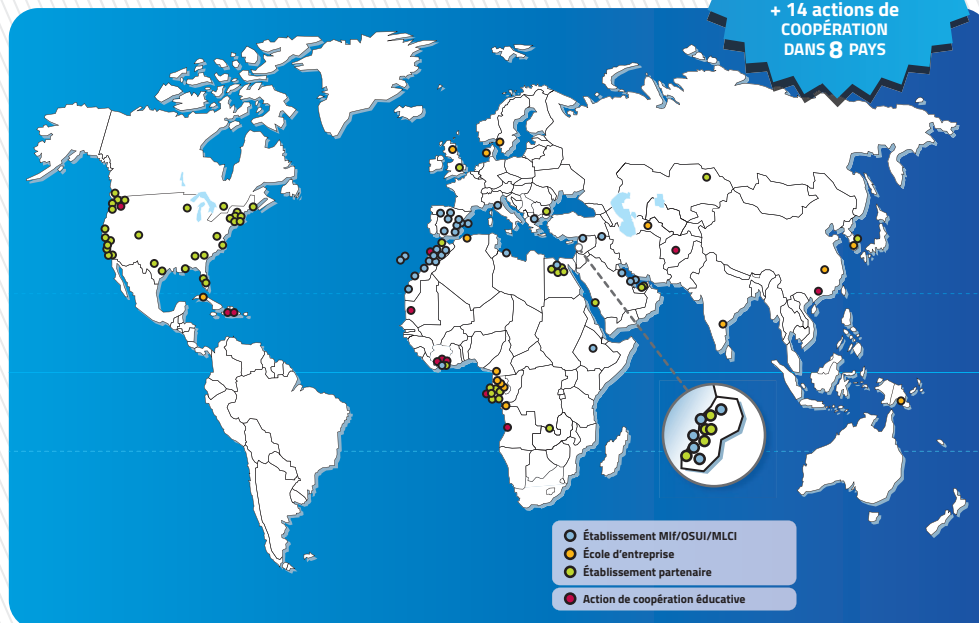 + 14 actions de
COOPÉRATION
DANS 8 PAYS
Établissement Mlf/OSUI/MLCI
École d'entreprise
Établissement partenaire
Action de coopération éducative